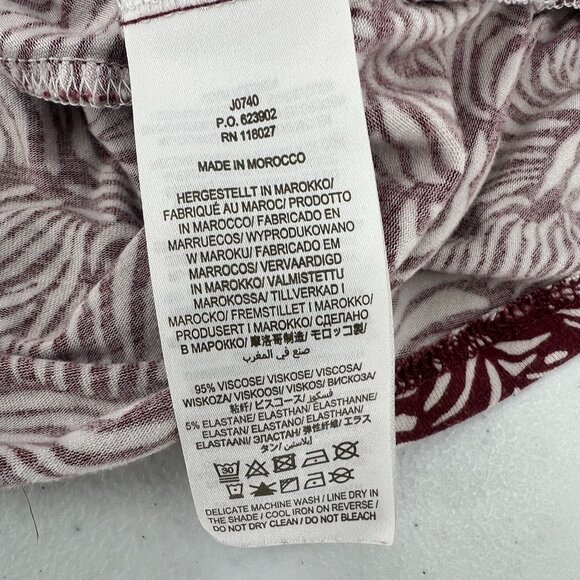 J0740
P.O. 623902
RN 116027
MADE IN MOROCCO
HERGESTELLT IN MAROKKO/
FABRIQUÉ AU MAROC/ PRODOTTO
IN MAROCCO/ FABRICADO EN
MARRUECOS/ WYPRODUKOWANO
W MAROKU/ FABRICADO EM
MARROCOS/ VERVAARDIGD
IN MAROKKO/ VALMISTETTU
MAROKOSSA/ TILLVERKAD I
MAROCKO/ FREMSTILLET I MAROKKO/
PRODUSERT I MAROKKO/ СДЕЛАНО
В МАРОККО/ 摩洛哥制造/ モロッコ製/
صنع في المغرب
95% VISCOSE/ VISKOSE/ VISCOSA/
WISKOZA/ VISKOOSI/ VISKOS/ ВИСКОЗА/
粘纤/ ビスコース/ فسكوز
5% ELASTANE/ ELASTHAN/ ELASTHANNE/
ELASTAN/ ELASTANO/ ELASTHAAN/
ELASTAANI/ ЭЛАСТАН/ 弹性纤维/ エラス
タン/ إيلاستين
30
DELICATE MACHINE WASH / LINE DRY IN
THE SHADE / COOL IRON ON REVERSE /
DO NOT DRY CLEAN / DO NOT BLEACH